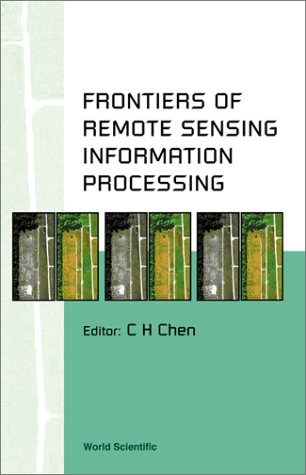 FRONTIERS OF
REMOTE SENSING
INFORMATION
PROCESSING
Editor: C H Chen
World Scientific